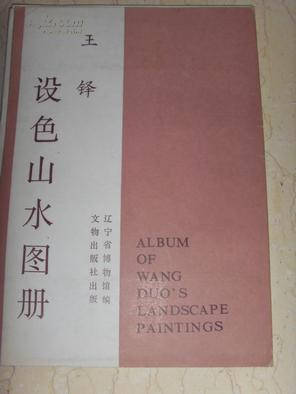 王铎
设色山水图册
辽宁省博物馆编
文物出版社出版
ALBUM
OF
WANG
DUO'S
LANDSCAPE
PAINTINGS